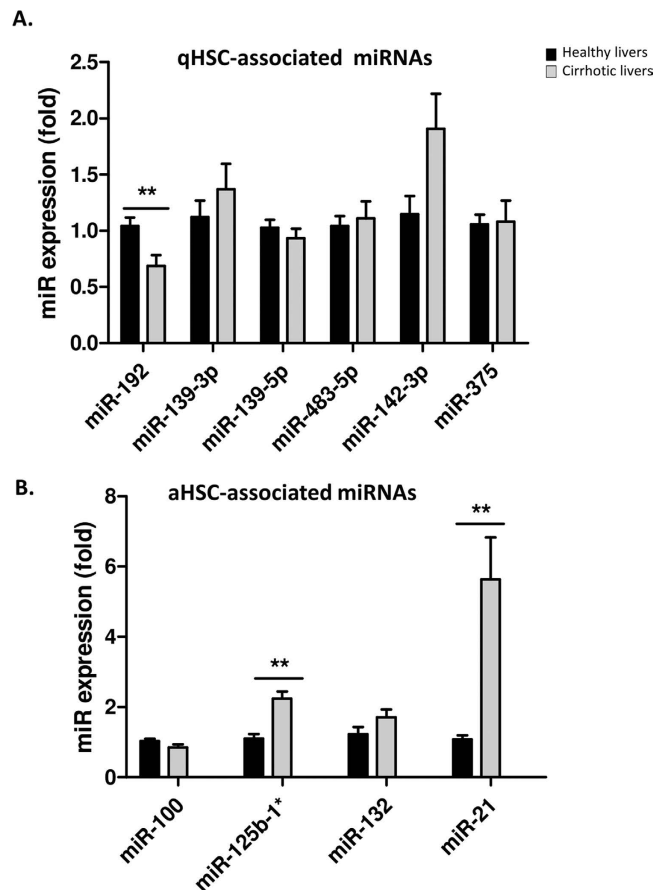 A.
qHSC-associated miRNAs
Healthy livers
Cirrhotic livers
miR expression (fold)
2.5
2.0
1.5
1.0
0.5
0.0
**
miR-192
miR-139-3p
miR-139-5p
miR-483-5p
miR-142-3p
miR-375
B.
aHSC-associated miRNAs
miR expression (fold)
8
6
4
2
0
**
**
miR-100
miR-125b-1*
miR-132
miR-21